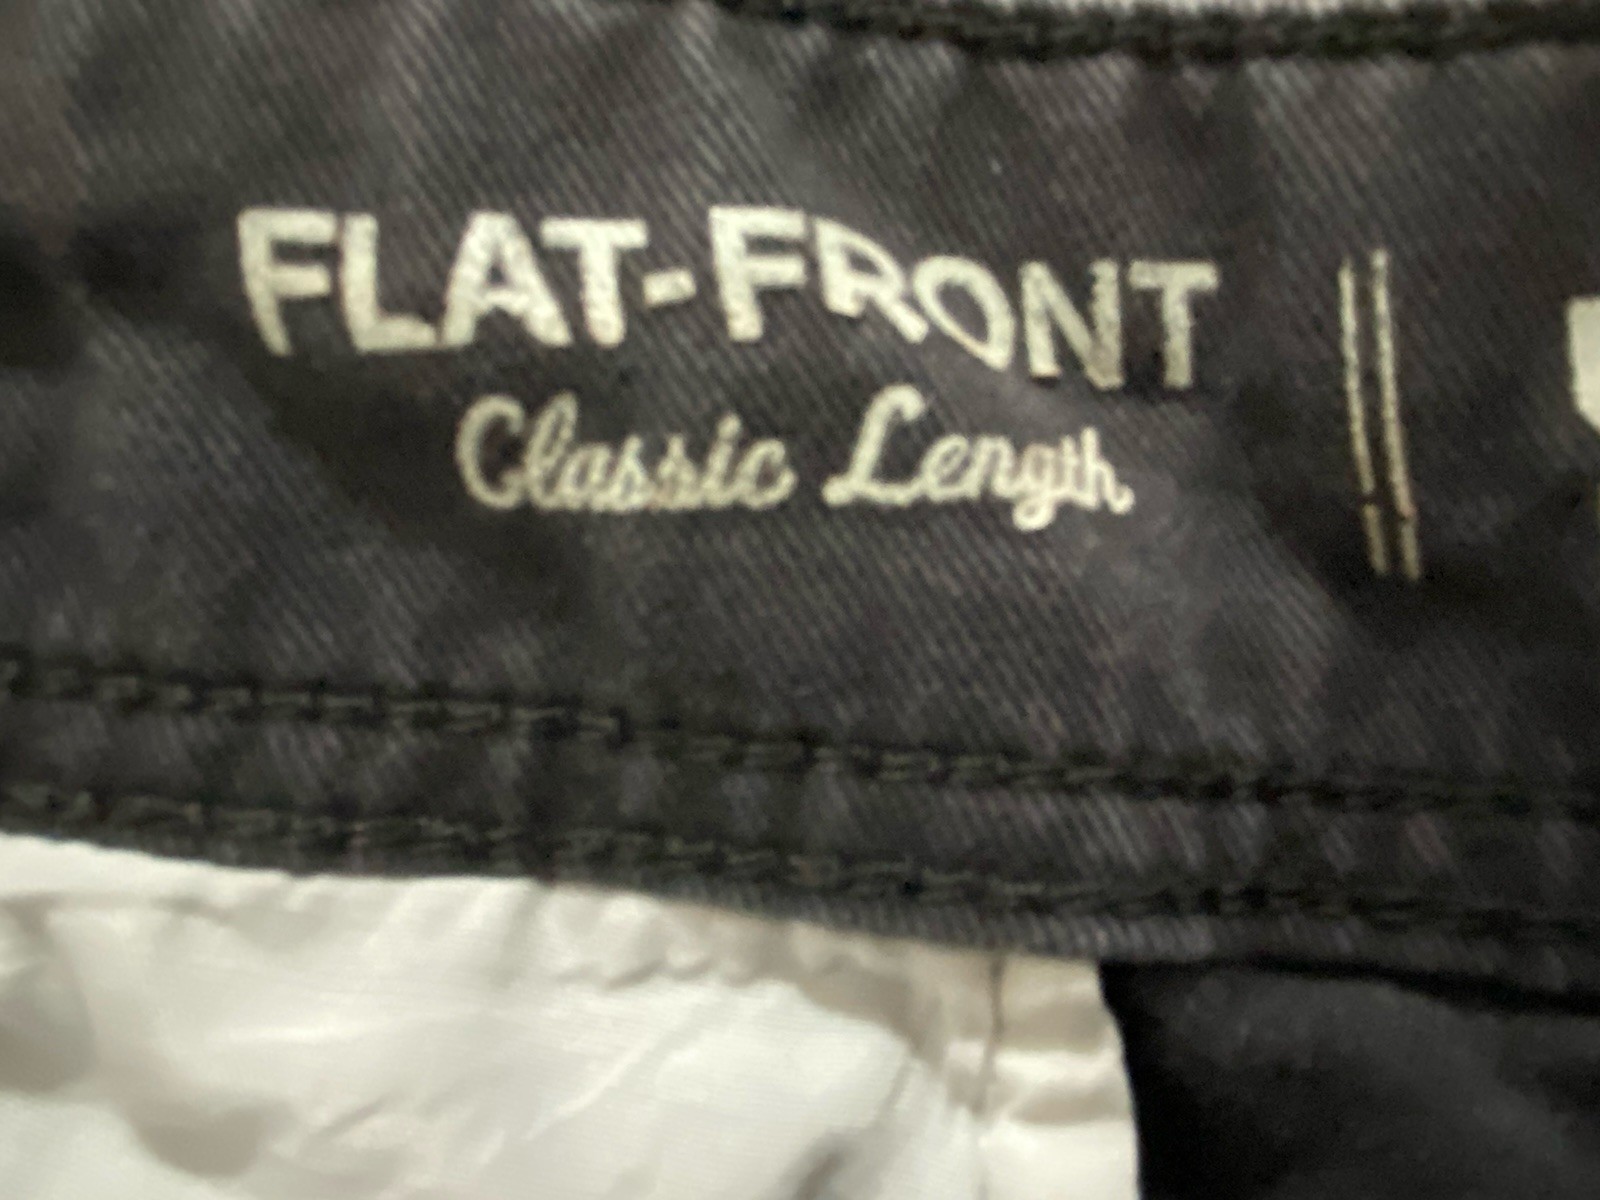 FLAT-FRONT
Classic Length